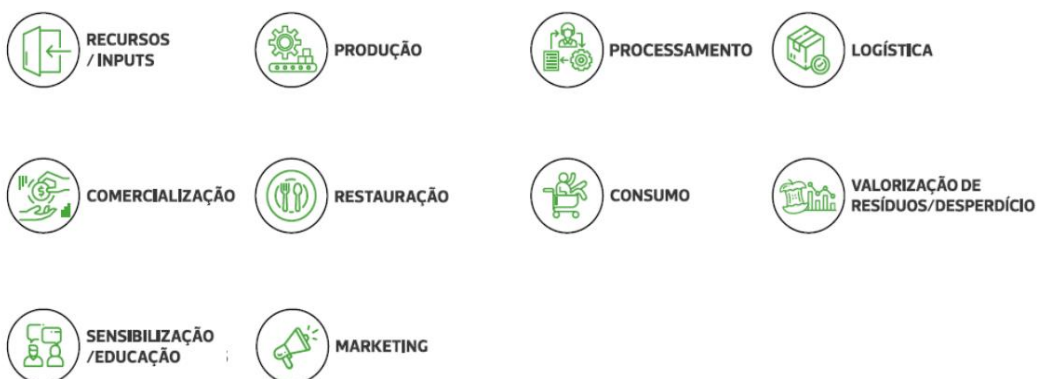 RECURSOS
/ INPUTS
PRODUÇÃO
PROCESSAMENTO
LOGÍSTICA
COMERCIALIZAÇÃO
RESTAURAÇÃO
CONSUMO
VALORIZAÇÃO DE
RESÍDUOS/DESPERDÍCIO
SENSIBILIZAÇÃO
/EDUCAÇÃO
MARKETING